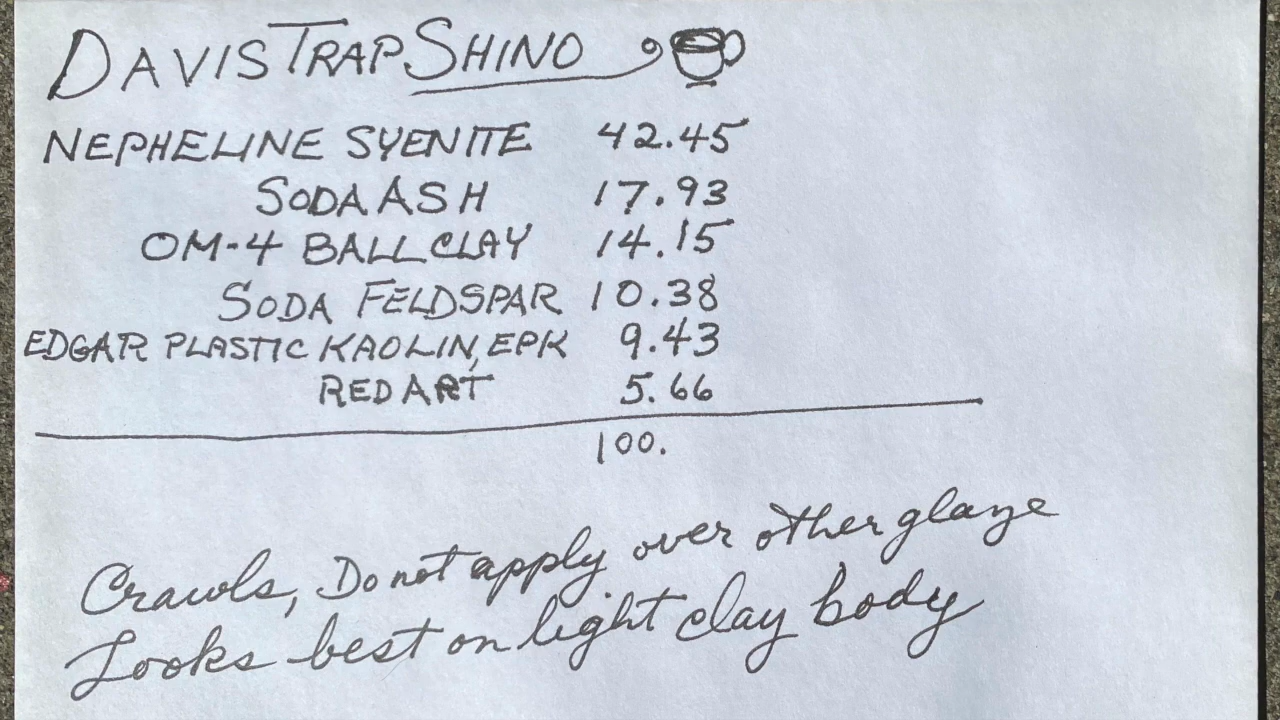 DAVIS TRAP SHINO
NEPHELINE SYENITE 42.45
SODA ASH 17.93
OM-4 BALL CLAY 14.15
SODA FELDSPAR 10.38
EDGAR PLASTIC KAOLIN, EPK 9.43
RED ART 5.66
100.
Crawls, Do not apply over other glaze
Looks best on light clay body